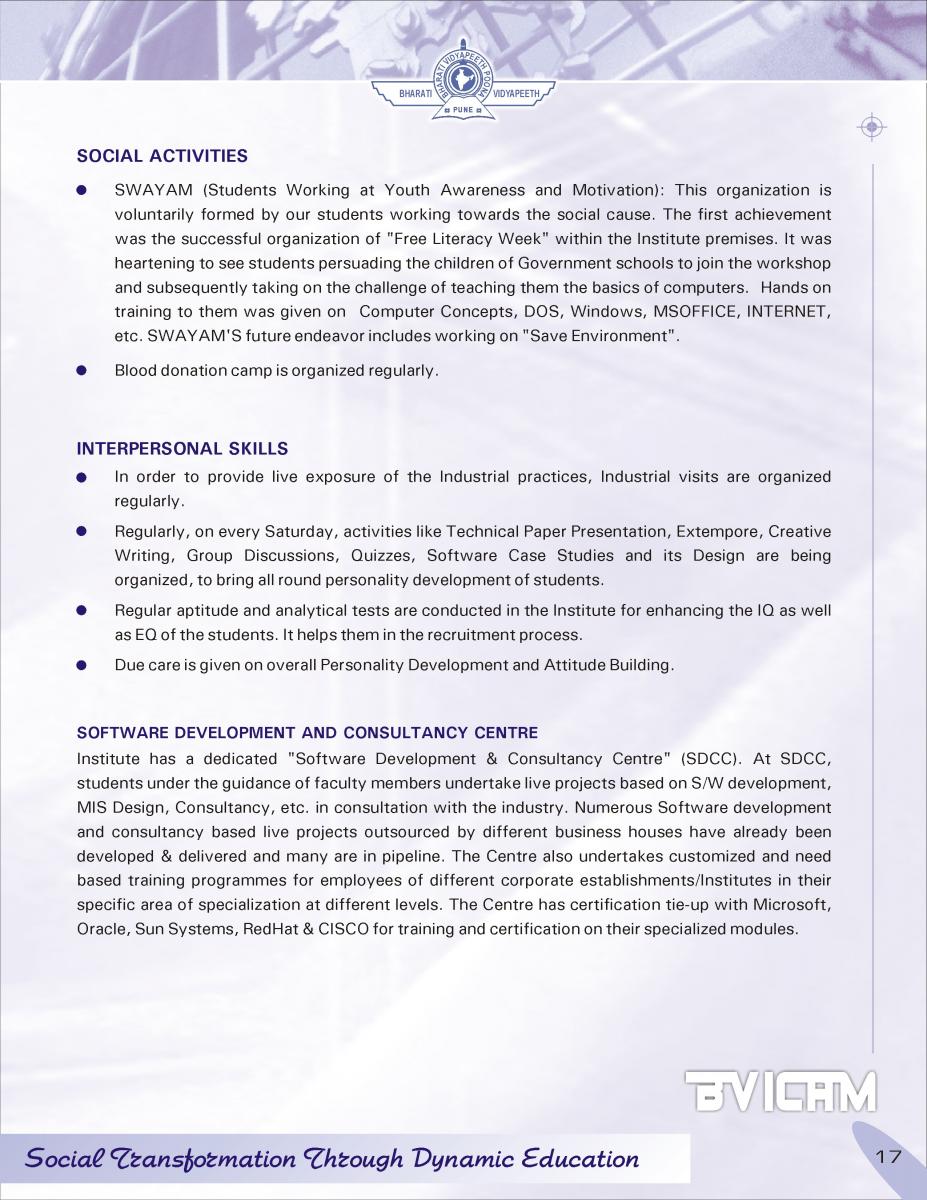 BHARATI VIDYAPEETH POONA
BHARATI
VIDYAPEETH
PUNE
SOCIAL ACTIVITIES
● SWAYAM (Students Working at Youth Awareness and Motivation): This organization is
voluntarily formed by our students working towards the social cause. The first achievement
was the successful organization of "Free Literacy Week" within the Institute premises. It was
heartening to see students persuading the children of Government schools to join the workshop
and subsequently taking on the challenge of teaching them the basics of computers.  Hands on
training to them was given on  Computer Concepts, DOS, Windows, MSOFFICE, INTERNET,
etc. SWAYAM'S future endeavor includes working on "Save Environment".
● Blood donation camp is organized regularly.
INTERPERSONAL SKILLS
● In order to provide live exposure of the Industrial practices, Industrial visits are organized
regularly.
● Regularly, on every Saturday, activities like Technical Paper Presentation, Extempore, Creative
Writing, Group Discussions, Quizzes, Software Case Studies and its Design are being
organized, to bring all round personality development of students.
● Regular aptitude and analytical tests are conducted in the Institute for enhancing the IQ as well
as EQ of the students. It helps them in the recruitment process.
● Due care is given on overall Personality Development and Attitude Building.
SOFTWARE DEVELOPMENT AND CONSULTANCY CENTRE
Institute has a dedicated "Software Development & Consultancy Centre" (SDCC). At SDCC,
students under the guidance of faculty members undertake live projects based on S/W development,
MIS Design, Consultancy, etc. in consultation with the industry. Numerous Software development
and consultancy based live projects outsourced by different business houses have already been
developed & delivered and many are in pipeline. The Centre also undertakes customized and need
based training programmes for employees of different corporate establishments/Institutes in their
specific area of specialization at different levels. The Centre has certification tie-up with Microsoft,
Oracle, Sun Systems, RedHat & CISCO for training and certification on their specialized modules.
BVICAM
Social Transformation Through Dynamic Education
17